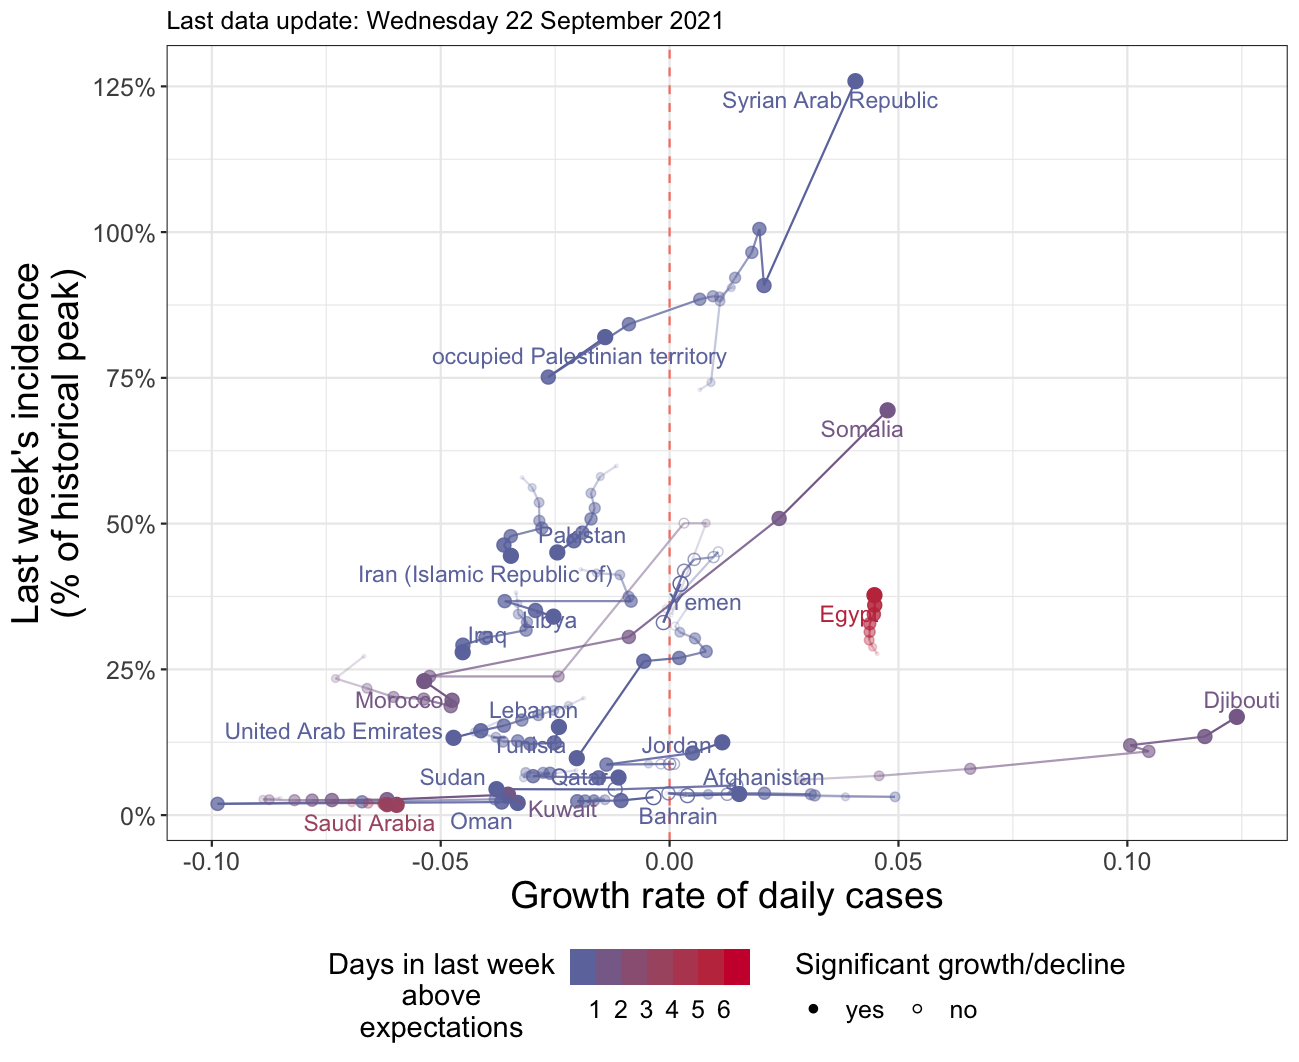 Last data update: Wednesday 22 September 2021
125%
100%
75%
50%
25%
0%
Last week's incidence
(% of historical peak)
Syrian Arab Republic
occupied Palestinian territory
Somalia
Pakistan
Iran (Islamic Republic of)
Yemen
Libya
Egypt
Iraq
Morocco
Djibouti
Lebanon
United Arab Emirates
Tunisia
Jordan
Sudan
Qatar
Afghanistan
Kuwait
Saudi Arabia
Oman
Bahrain
-0.10
-0.05
0.00
0.05
0.10
Growth rate of daily cases
Days in last week
above
expectations
1 2 3 4 5 6
Significant growth/decline
yes
no